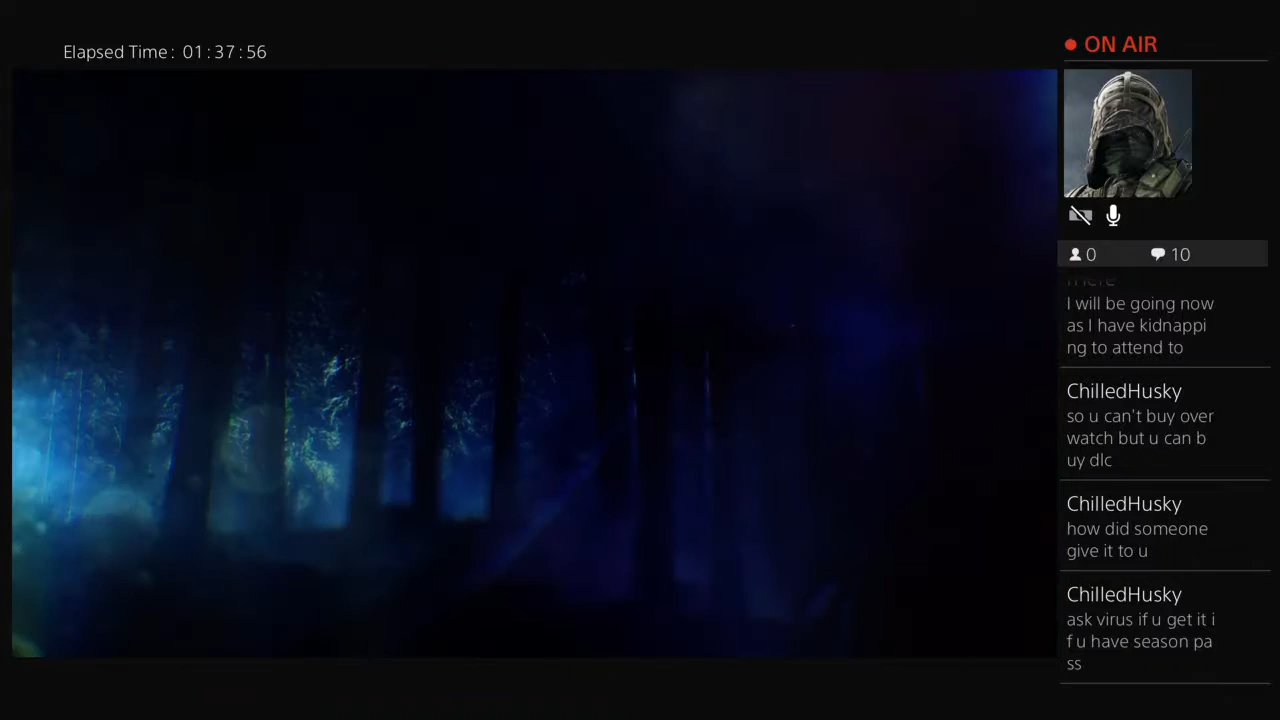 Elapsed Time: 01:37:56
ON AIR
0 10
I will be going now
as I have kidnappi
ng to attend to
ChilledHusky
so u can't buy over
watch but u can b
uy dlc
ChilledHusky
how did someone
give it to u
ChilledHusky
ask virus if u get it i
f u have season pa
ss